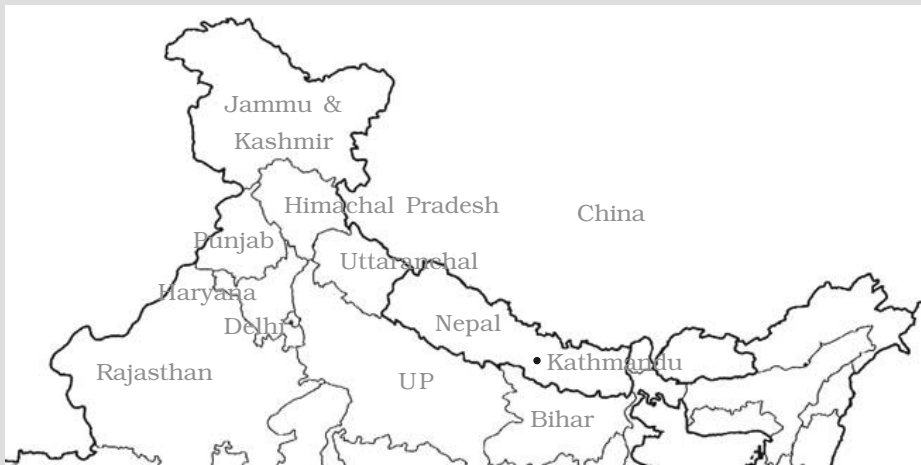 Jammu &
Kashmir
Himachal Pradesh
China
Punjab
Uttaranchal
Haryana
Delhi
Nepal
Kathmandu
Rajasthan
UP
Bihar